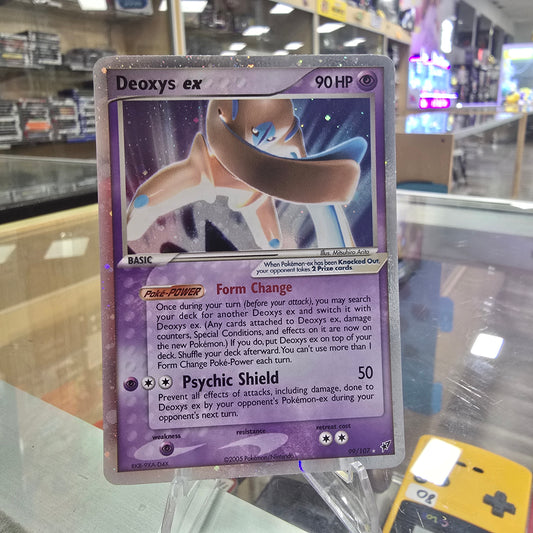 Deoxys ex 90 HP
Illus. Mitsuhiro Arita
BASIC
When Pokémon-ex has been Knocked Out,
your opponent takes 2 Prize cards.
Poké-POWER Form Change
Once during your turn (before your attack), you may search
your deck for another Deoxys ex and switch it with
Deoxys ex. (Any cards attached to Deoxys ex, damage
counters, Special Conditions, and effects on it are now on
the new Pokémon.) If you do, put Deoxys ex on top of your
deck. Shuffle your deck afterward. You can't use more than 1
Form Change Poké-Power each turn.
Psychic Shield 50
Prevent all effects of attacks, including damage, done to
Deoxys ex by your opponent's Pokémon-ex during your
opponent's next turn.
weakness resistance retreat cost
©2005 Pokémon/Nintendo 99/107